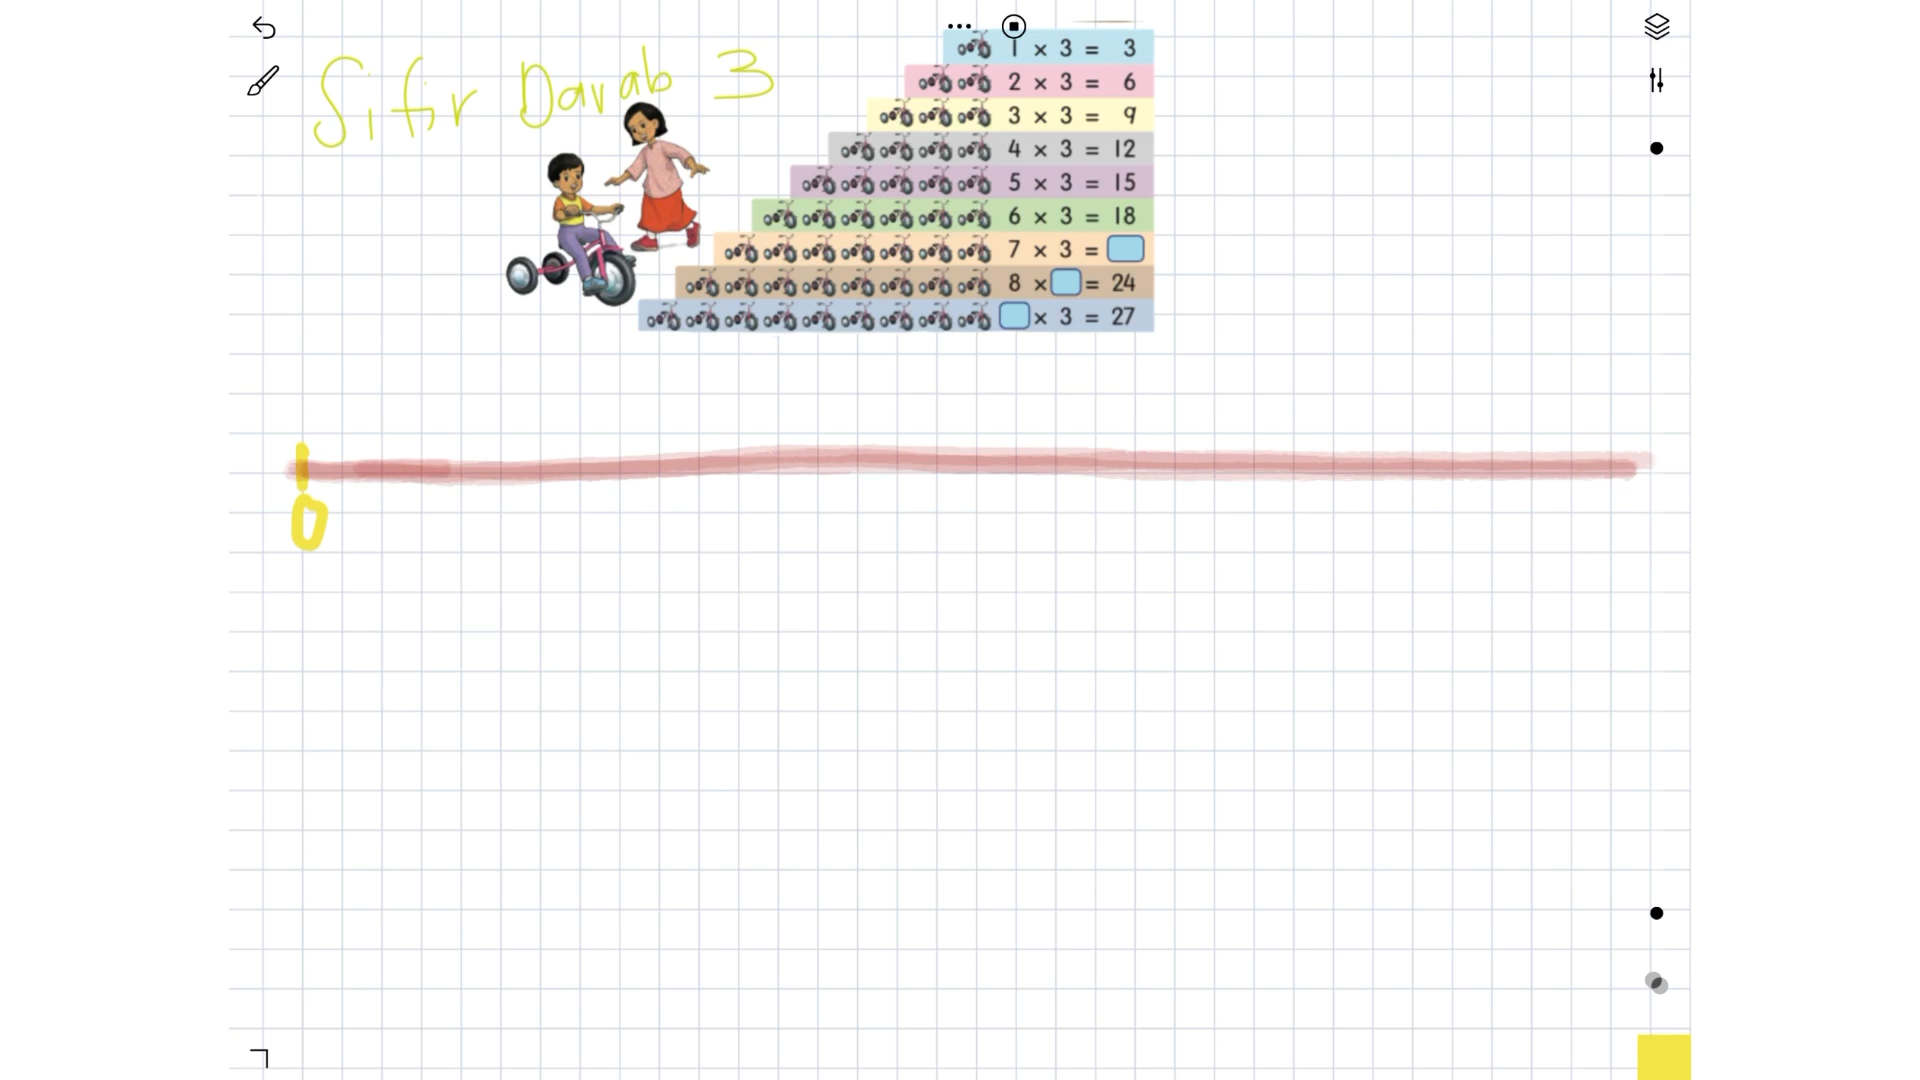 Sifir Darab 3
1 × 3 = 3
2 × 3 = 6
3 × 3 = 9
4 × 3 = 12
5 × 3 = 15
6 × 3 = 18
7 × 3 =
8 × = 24
× 3 = 27
0